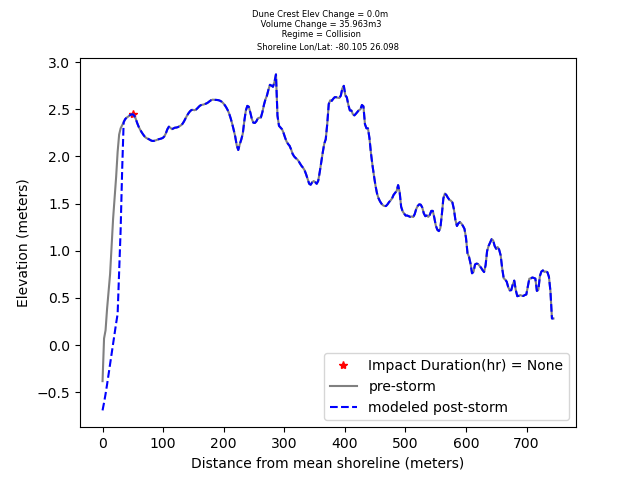 Dune Crest Elev Change = 0.0m
Volume Change = 35.963m3
Regime = Collision
Shoreline Lon/Lat: -80.105 26.098
3.0
2.5
2.0
1.5
1.0
0.5
0.0
−0.5
Elevation (meters)
Impact Duration(hr) = None
pre-storm
modeled post-storm
0 100 200 300 400 500 600 700
Distance from mean shoreline (meters)